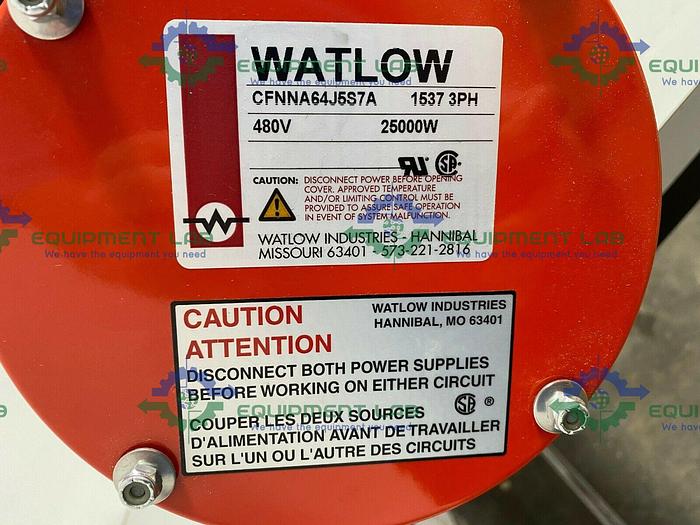 WATLOW
CFNNA64J5S7A 1537 3PH
480V 25000W
CAUTION: DISCONNECT POWER BEFORE OPENING
COVER. APPROVED TEMPERATURE
AND/OR LIMITING CONTROL MUST BE
PROVIDED TO ASSURE SAFE OPERATION
IN EVENT OF SYSTEM MALFUNCTION.
WATLOW INDUSTRIES - HANNIBAL
MISSOURI 63401 573-221-2816
CAUTION
ATTENTION
WATLOW INDUSTRIES
HANNIBAL, MO 63401
DISCONNECT BOTH POWER SUPPLIES
BEFORE WORKING ON EITHER CIRCUIT
COUPER LES DEUX SOURCES
D'ALIMENTATION AVANT DE TRAVAILLER
SUR L'UN OU L'AUTRE DES CIRCUITS
EQUIPMENT LAB
We have the equipment you need